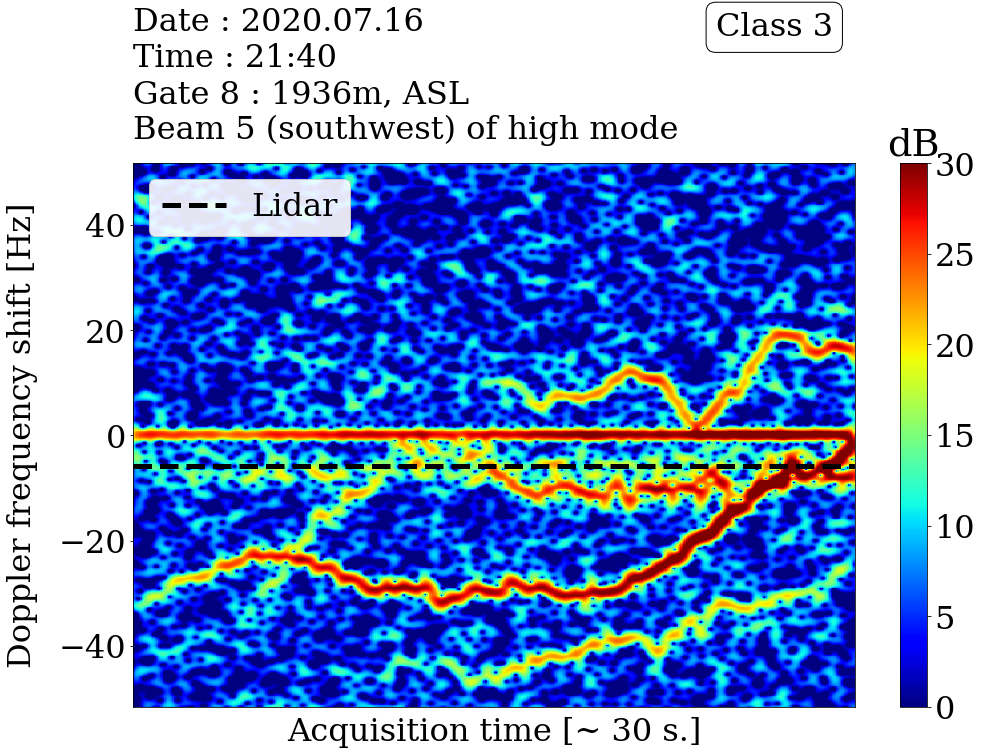 Date : 2020.07.16
Time : 21:40
Gate 8 : 1936m, ASL
Beam 5 (southwest) of high mode
Class 3
dB
Lidar
Doppler frequency shift [Hz]
40
20
0
−20
−40
Acquisition time [~ 30 s.]
30
25
20
15
10
5
0